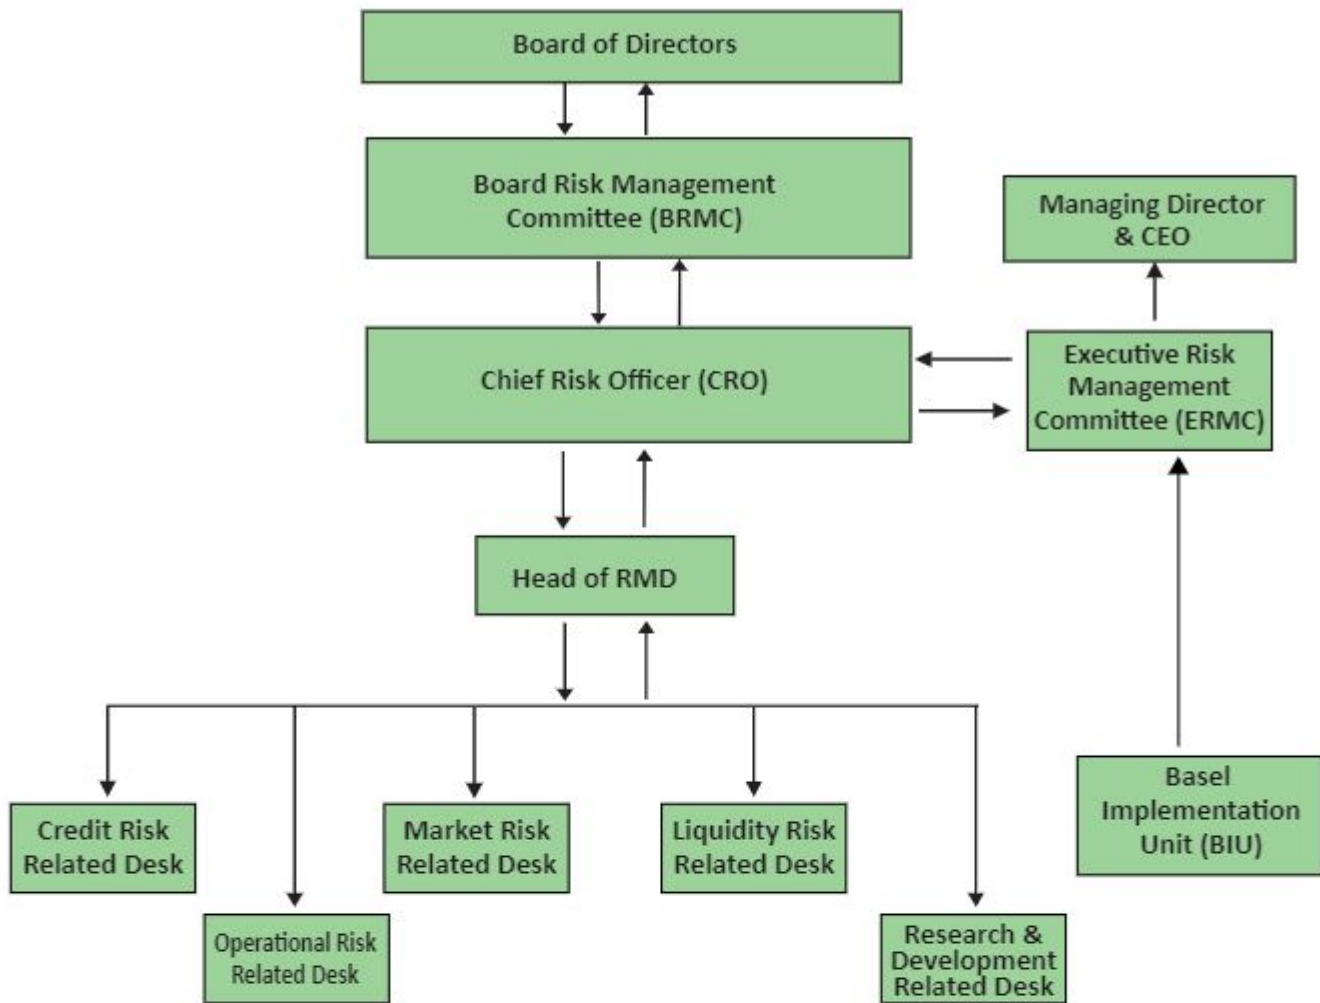 Board of Directors
Board Risk Management
Committee (BRMC)
Managing Director
& CEO
Chief Risk Officer (CRO)
Executive Risk
Management
Committee (ERMC)
Head of RMD
Credit Risk
Related Desk
Market Risk
Related Desk
Liquidity Risk
Related Desk
Basel
Implementation
Unit (BIU)
Operational Risk
Related Desk
Research &
Development
Related Desk